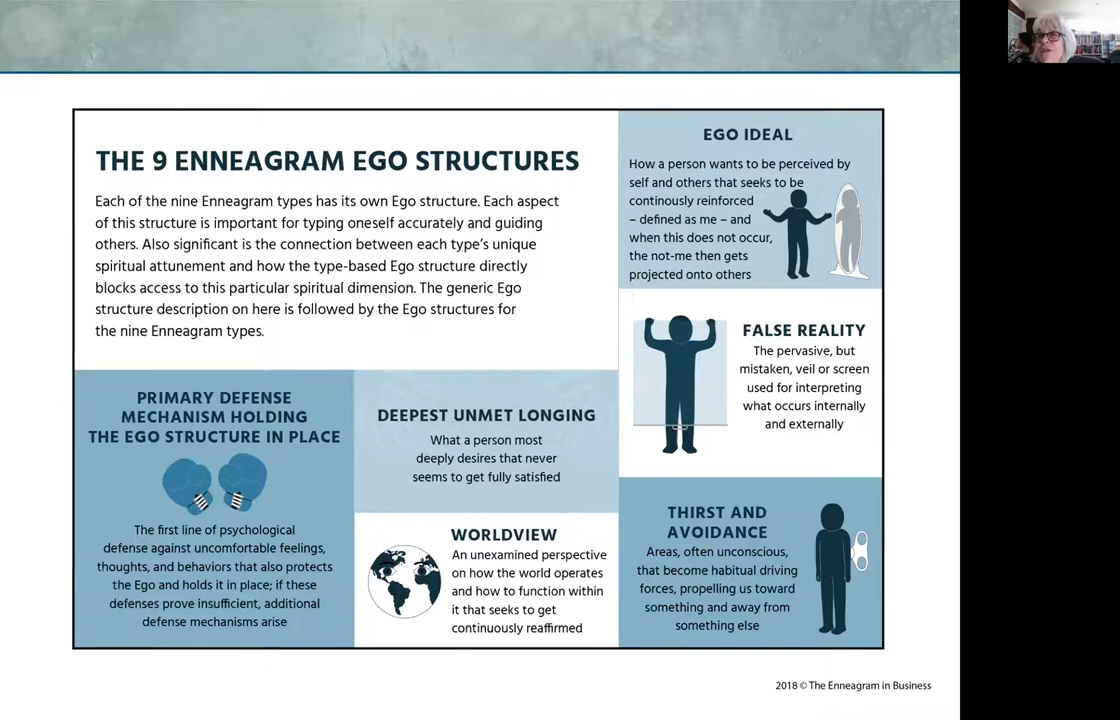 THE 9 ENNEAGRAM EGO STRUCTURES
Each of the nine Enneagram types has its own Ego structure. Each aspect
of this structure is important for typing oneself accurately and guiding
others. Also significant is the connection between each type's unique
spiritual attunement and how the type-based Ego structure directly
blocks access to this particular spiritual dimension. The generic Ego
structure description on here is followed by the Ego structures for
the nine Enneagram types.
EGO IDEAL
How a person wants to be perceived by
self and others that seeks to be
continously reinforced
– defined as me – and
when this does not occur,
the not-me then gets
projected onto others
FALSE REALITY
The pervasive, but
mistaken, veil or screen
used for interpreting
what occurs internally
and externally
PRIMARY DEFENSE
MECHANISM HOLDING
THE EGO STRUCTURE IN PLACE
The first line of psychological
defense against uncomfortable feelings,
thoughts, and behaviors that also protects
the Ego and holds it in place; if these
defenses prove insufficient, additional
defense mechanisms arise
DEEPEST UNMET LONGING
What a person most
deeply desires that never
seems to get fully satisfied
WORLDVIEW
An unexamined perspective
on how the world operates
and how to function within
it that seeks to get
continuously reaffirmed
THIRST AND
AVOIDANCE
Areas, often unconscious,
that become habitual driving
forces, propelling us toward
something and away from
something else
2018 © The Enneagram in Business